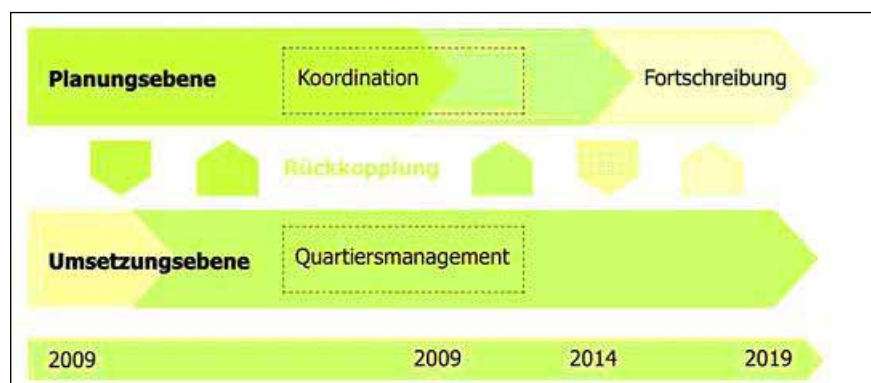 Planungsebene Koordination Fortschreibung
Rückkopplung
Umsetzungsebene Quartiersmanagement
2009 2009 2014 2019